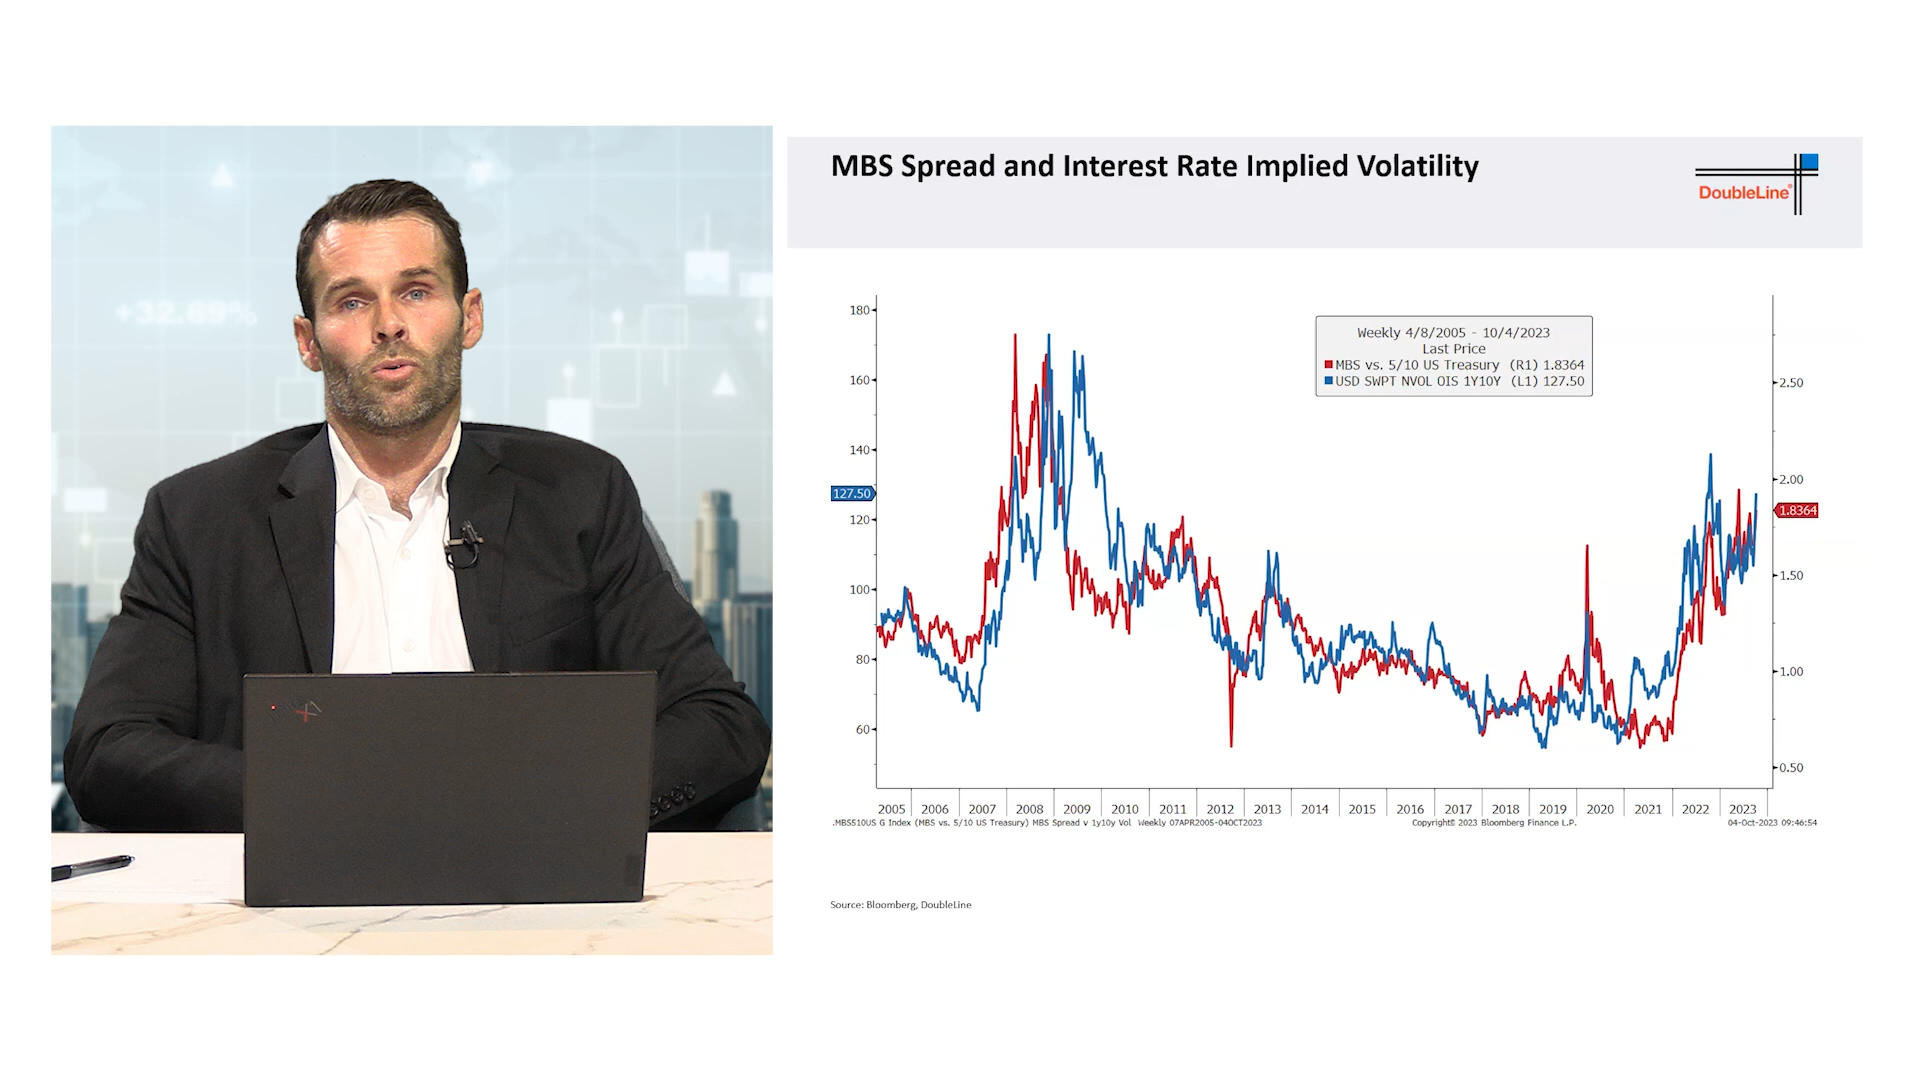 MBS Spread and Interest Rate Implied Volatility
DoubleLine®
+32.69%
Weekly 4/8/2005 - 10/4/2023
Last Price
MBS vs. 5/10 US Treasury (R1) 1.8364
USD SWPT NVOL OIS 1Y10Y (L1) 127.50
180
160
140
127.50
120
100
80
60
2.50
2.00
1.8364
1.50
1.00
0.50
2005 2006 2007 2008 2009 2010 2011 2012 2013 2014 2015 2016 2017 2018 2019 2020 2021 2022 2023
.MBS510US G Index (MBS vs. 5/10 US Treasury) MBS Spread v 1y10y Vol Weekly 07APR2005-04OCT2023 Copyright© 2023 Bloomberg Finance L.P. 04-Oct-2023 09:46:54
Source: Bloomberg, DoubleLine
X1